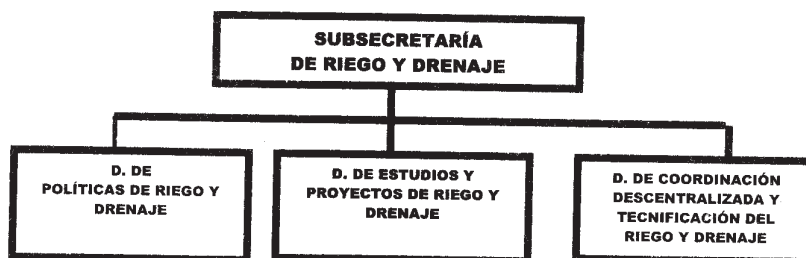 SUBSECRETARÍA
DE RIEGO Y DRENAJE
D. DE
POLÍTICAS DE RIEGO Y
DRENAJE
D. DE ESTUDIOS Y
PROYECTOS DE RIEGO Y
DRENAJE
D. DE COORDINACIÓN
DESCENTRALIZADA Y
TECNIFICACIÓN DEL
RIEGO Y DRENAJE